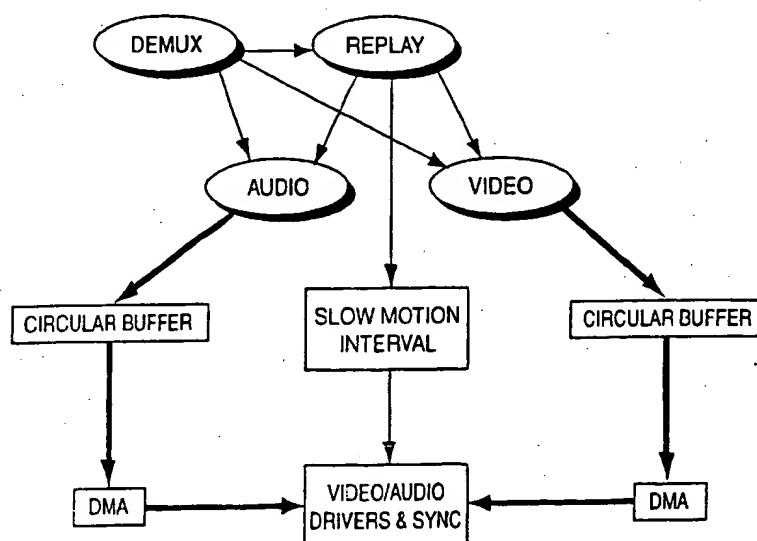 DEMUX
REPLAY
AUDIO
VIDEO
CIRCULAR BUFFER
SLOW MOTION
INTERVAL
CIRCULAR BUFFER
DMA
VIDEO/AUDIO
DRIVERS & SYNC
DMA